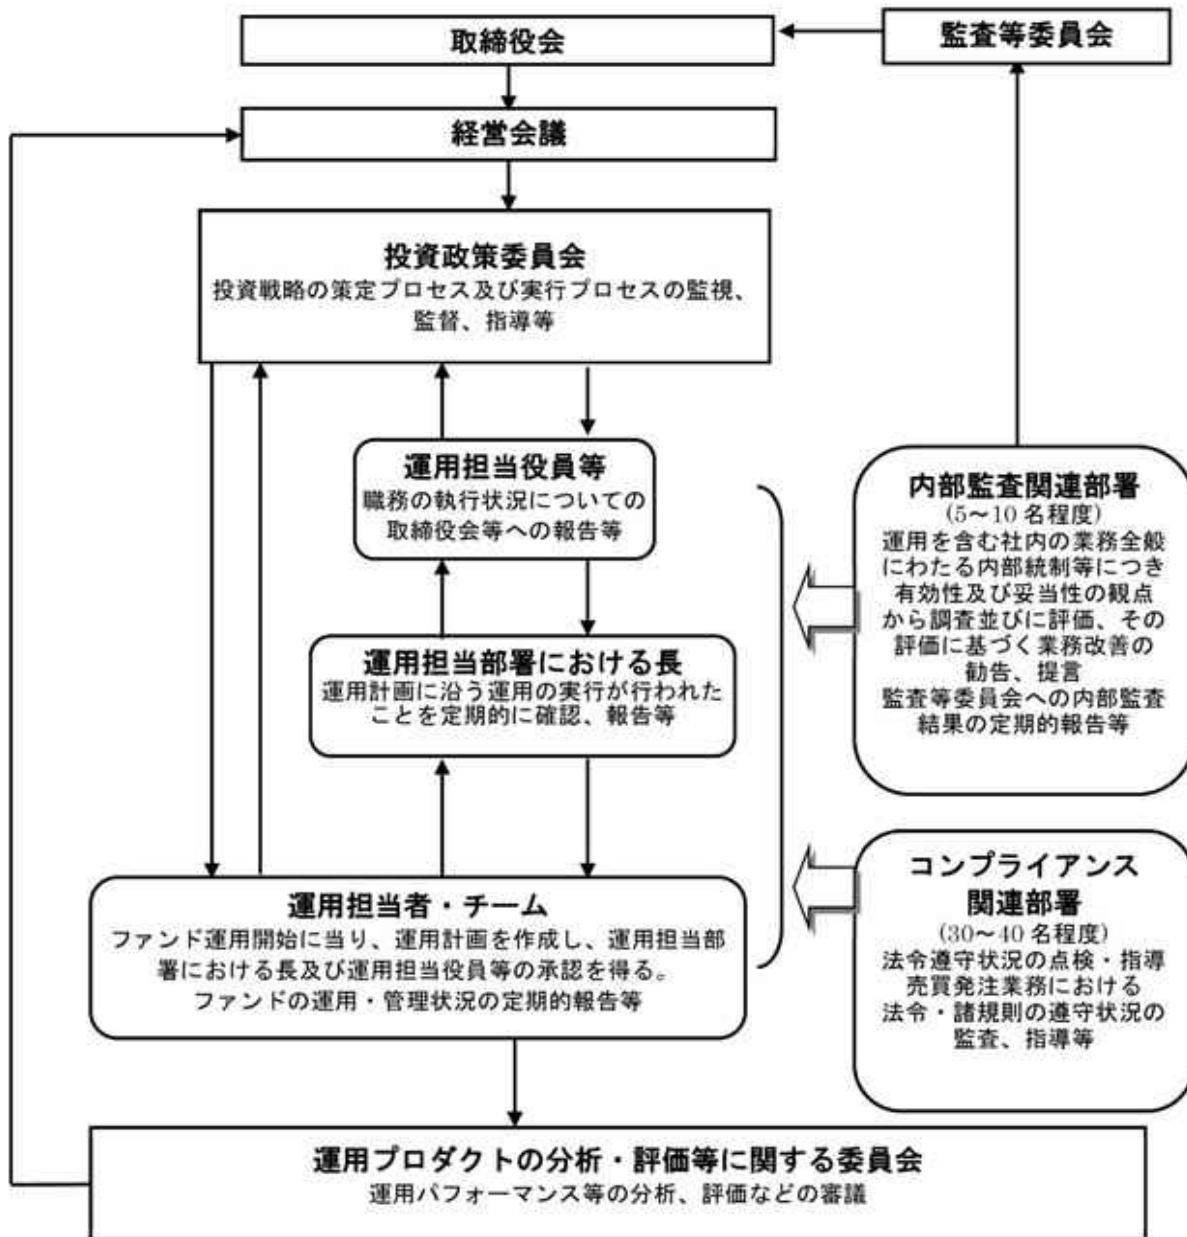 取締役会
監査等委員会
経営会議
投資政策委員会
投資戦略の策定プロセス及び実行プロセスの監視、
監督、指導等
運用担当役員等
職務の執行状況についての
取締役会等への報告等
運用担当部署における長
運用計画に沿う運用の実行が行われた
ことを定期的に確認、報告等
運用担当者・チーム
ファンド運用開始に当り、運用計画を作成し、運用担当部
署における長及び運用担当役員等の承認を得る。
ファンドの運用・管理状況の定期的報告等
内部監査関連部署
(5～10 名程度)
運用を含む社内の業務全般
にわたる内部統制等につき
有効性及び妥当性の観点
から調査並びに評価、その
評価に基づく業務改善の
勧告、提言
監査等委員会への内部監査
結果の定期的報告等
コンプライアンス
関連部署
(30～40 名程度)
法令遵守状況の点検・指導
売買発注業務における
法令・諸規則の遵守状況の
監査、指導等
運用プロダクトの分析・評価等に関する委員会
運用パフォーマンス等の分析、評価などの審議